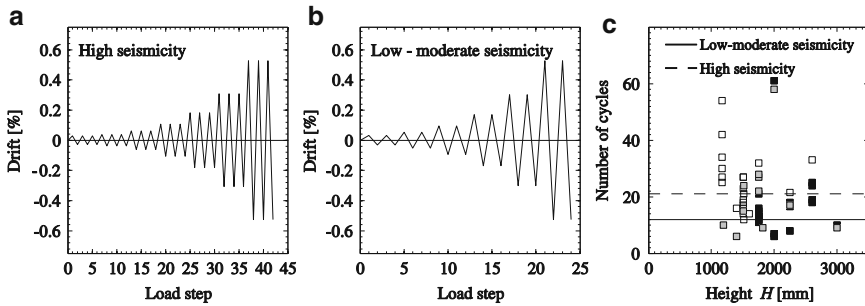 a
High seismicity
Drift [%]
0.6
0.4
0.2
0
-0.2
-0.4
-0.6
0 5 10 15 20 25 30 35 40 45
Load step
b
Low - moderate seismicity
Drift [%]
0.6
0.4
0.2
0
-0.2
-0.4
-0.6
0 5 10 15 20 25
Load step
c
Low-moderate seismicity
High seismicity
Number of cycles
80
60
40
20
0
0 1000 2000 3000
Height H [mm]